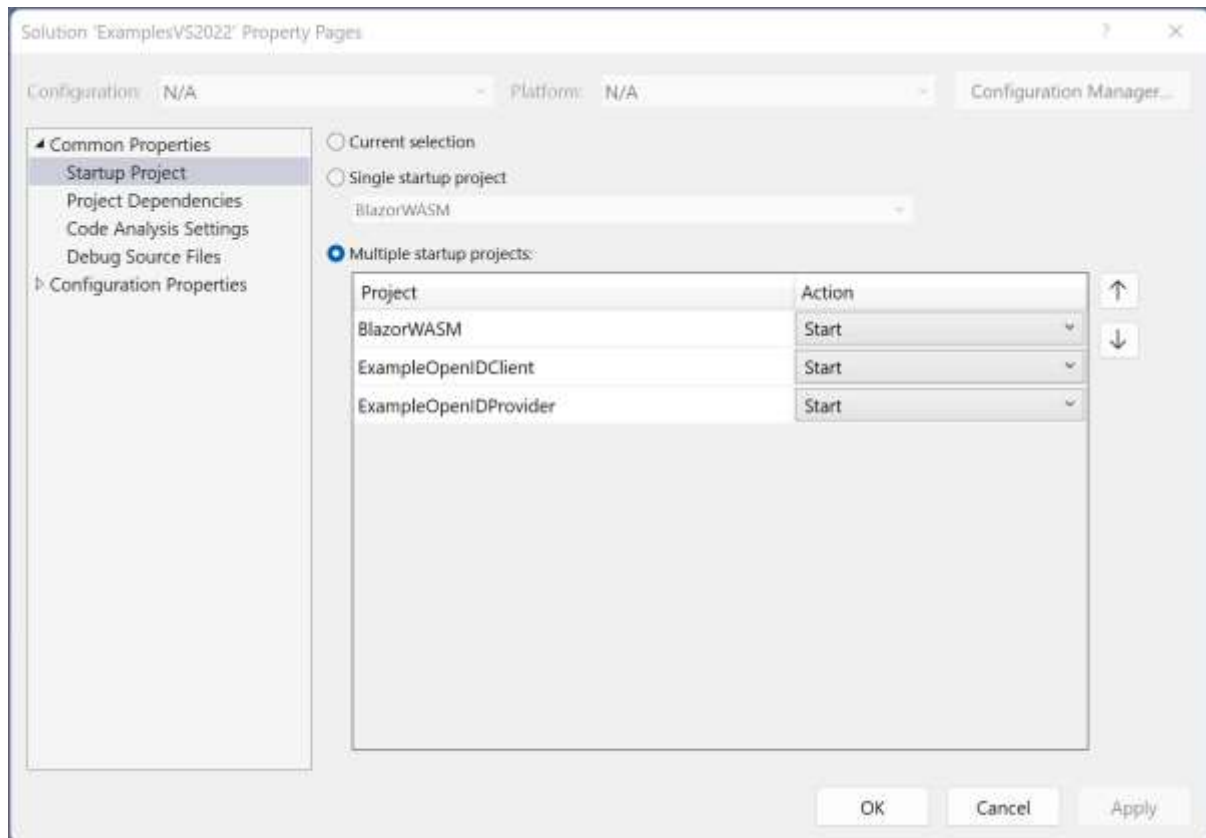 Solution 'ExamplesVS2022' Property Pages
? ×
Configuration: N/A Platform: N/A Configuration Manager...
Common Properties
Startup Project
Project Dependencies
Code Analysis Settings
Debug Source Files
Configuration Properties
Current selection
Single startup project
BlazorWASM
Multiple startup projects:
Project Action
BlazorWASM Start
ExampleOpenIDClient Start
ExampleOpenIDProvider Start
OK Cancel Apply